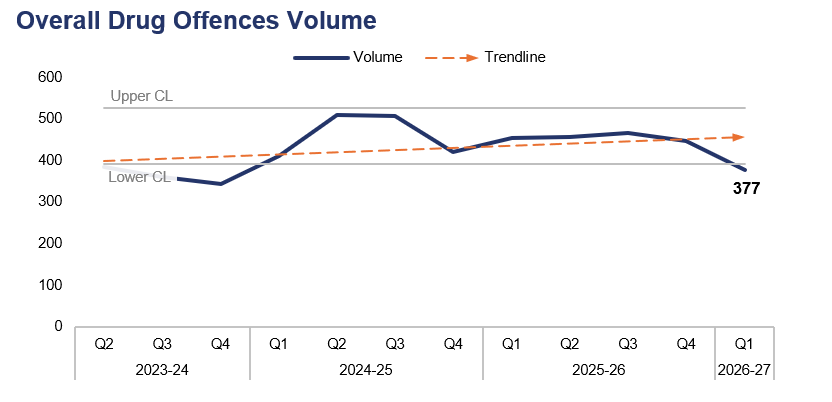 Overall Drug Offences Volume
Volume Trendline
600
Upper CL
500
400
Lower CL
377
300
200
100
0
Q2 Q3 Q4 Q1 Q2 Q3 Q4 Q1 Q2 Q3 Q4 Q1
2023-24 2024-25 2025-26 2026-27